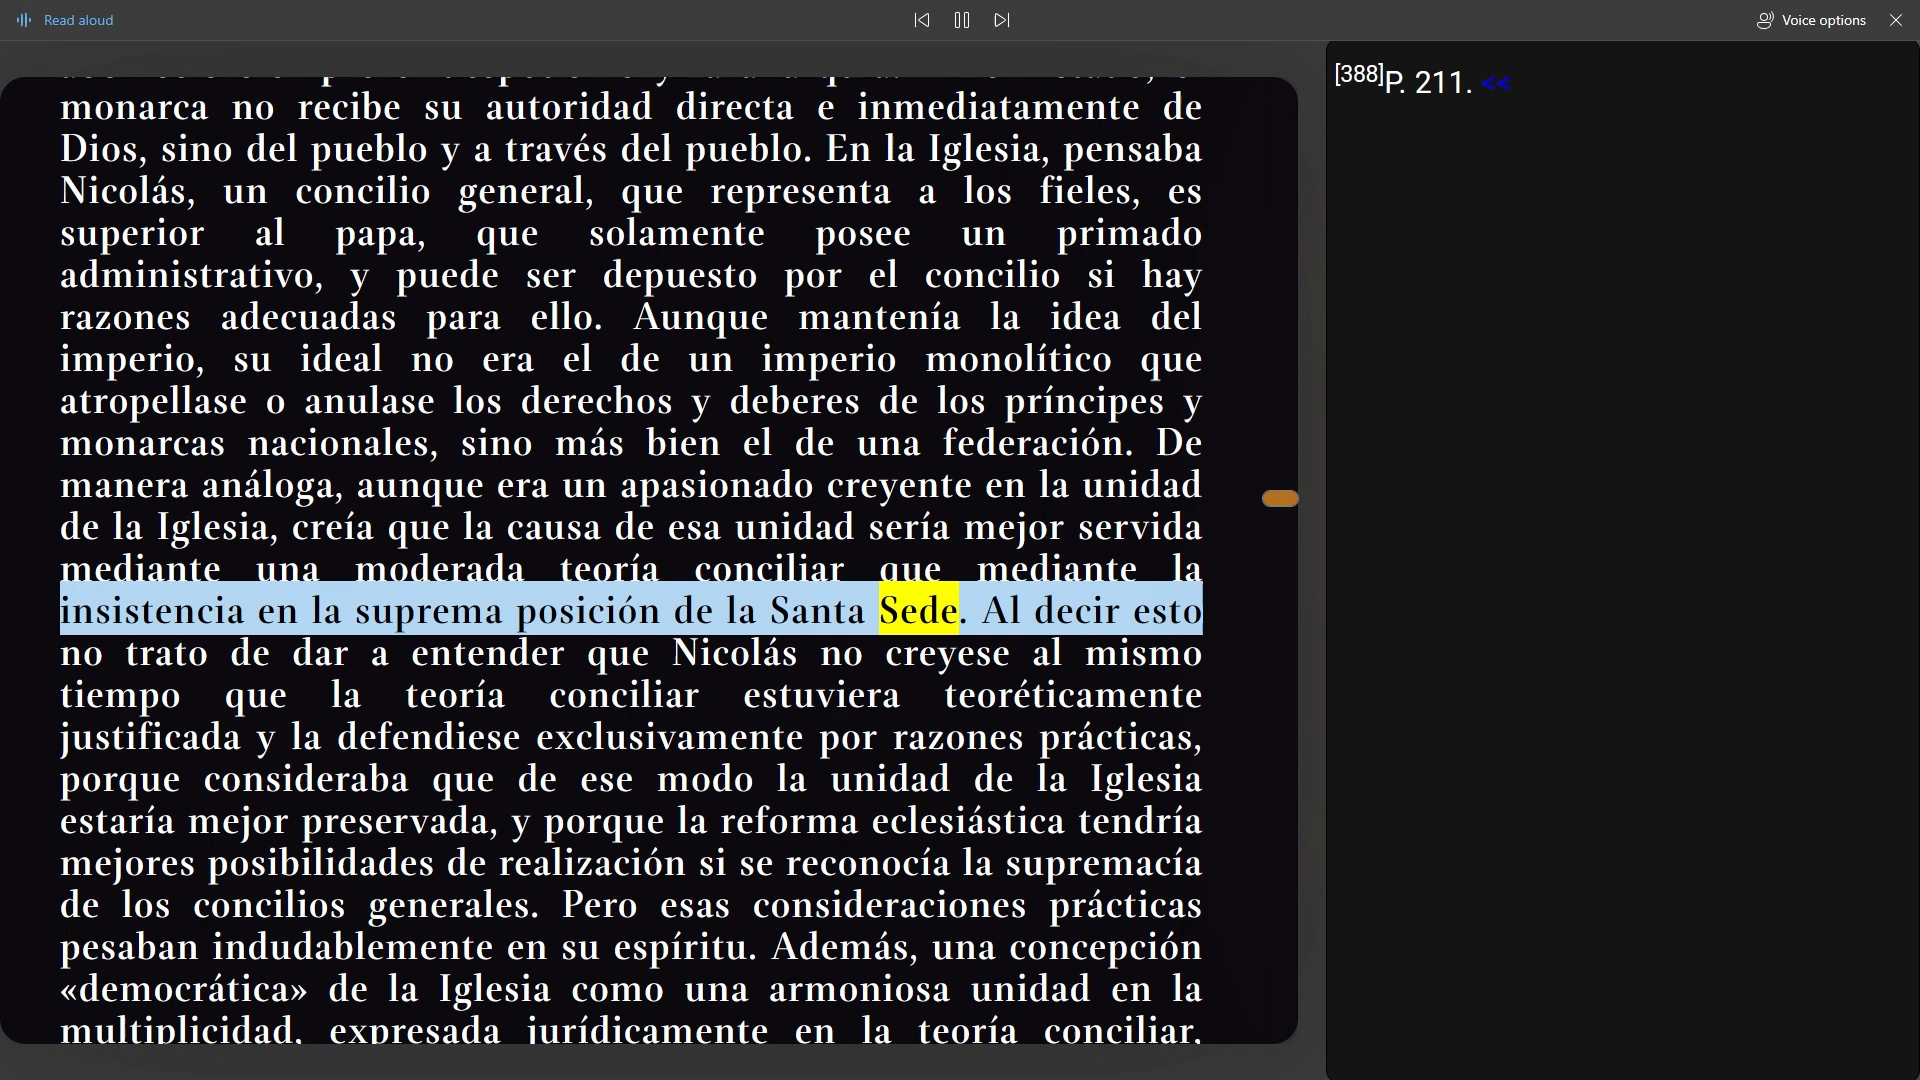 Read aloud
Voice options
monarca no recibe su autoridad directa e inmediatamente de
Dios, sino del pueblo y a través del pueblo. En la Iglesia, pensaba
Nicolás, un concilio general, que representa a los fieles, es
superior al papa, que solamente posee un primado
administrativo, y puede ser depuesto por el concilio si hay
razones adecuadas para ello. Aunque mantenía la idea del
imperio, su ideal no era el de un imperio monolítico que
atropellase o anulase los derechos y deberes de los príncipes y
monarcas nacionales, sino más bien el de una federación. De
manera análoga, aunque era un apasionado creyente en la unidad
de la Iglesia, creía que la causa de esa unidad sería mejor servida
mediante una moderada teoría conciliar que mediante la
insistencia en la suprema posición de la Santa Sede. Al decir esto
no trato de dar a entender que Nicolás no creyese al mismo
tiempo que la teoría conciliar estuviera teoréticamente
justificada y la defendiese exclusivamente por razones prácticas,
porque consideraba que de ese modo la unidad de la Iglesia
estaría mejor preservada, y porque la reforma eclesiástica tendría
mejores posibilidades de realización si se reconocía la supremacía
de los concilios generales. Pero esas consideraciones prácticas
pesaban indudablemente en su espíritu. Además, una concepción
«democrática» de la Iglesia como una armoniosa unidad en la
multiplicidad, expresada jurídicamente en la teoría conciliar,
[388]P. 211. <<